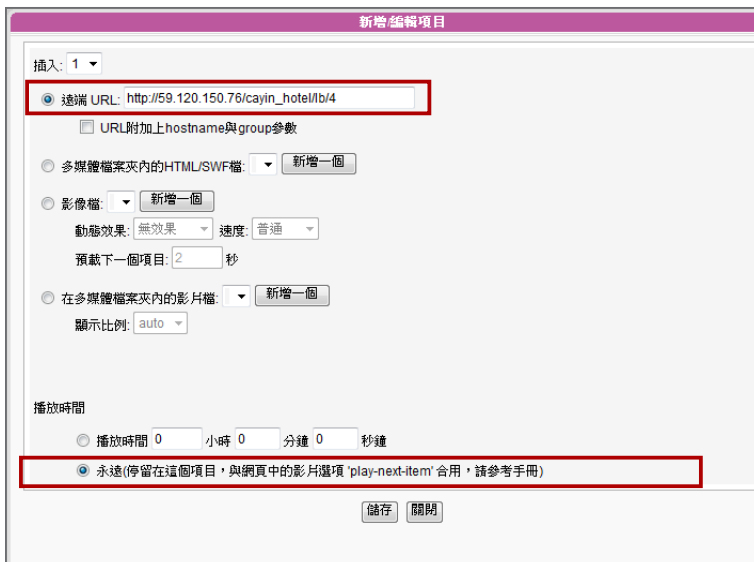 新增/編輯項目
插入: 1
遠端 URL: http://59.120.150.76/cayin_hotel/lb/4
URL附加上hostname與group參數
多媒體檔案夾內的HTML/SWF檔: 新增一個
影像檔: 新增一個
動態效果: 無效果 速度: 普通
預載下一個項目: 2 秒
在多媒體檔案夾內的影片檔: 新增一個
顯示比例: auto
播放時間
播放時間 0 小時 0 分鐘 0 秒鐘
永遠(停留在這個項目，與網頁中的影片選項 'play-next-item' 合用，請參考手冊)
儲存 關閉